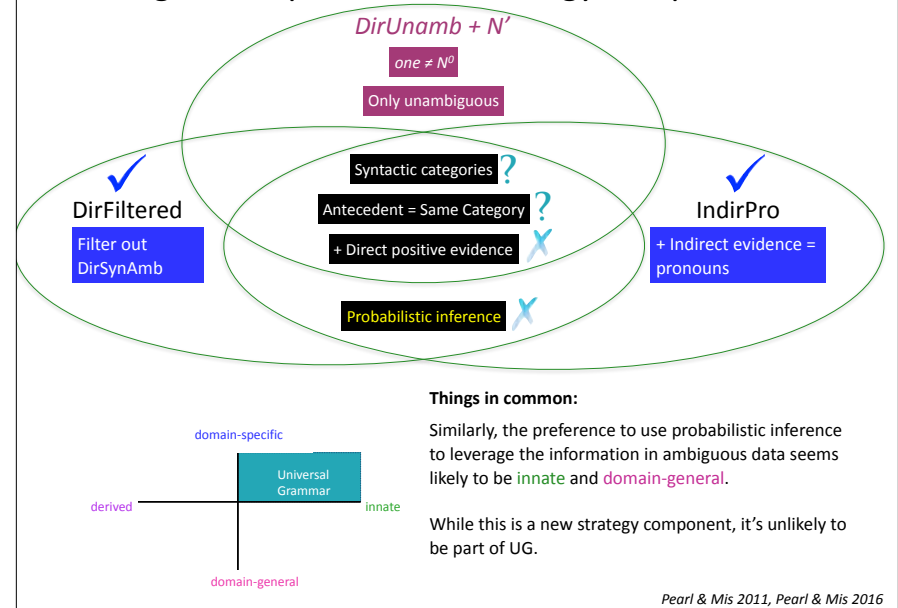 DirUnamb + N’
one ≠ N⁰
Only unambiguous
Syntactic categories ?
Antecedent = Same Category ?
+ Direct positive evidence ✗
Probabilistic inference ✗
✓
DirFiltered
Filter out
DirSynAmb
✓
IndirPro
+ Indirect evidence =
pronouns
Things in common:
Similarly, the preference to use probabilistic inference
to leverage the information in ambiguous data seems
likely to be innate and domain-general.
While this is a new strategy component, it’s unlikely to
be part of UG.
domain-specific
Universal
Grammar
derived
innate
domain-general
Pearl & Mis 2011, Pearl & Mis 2016